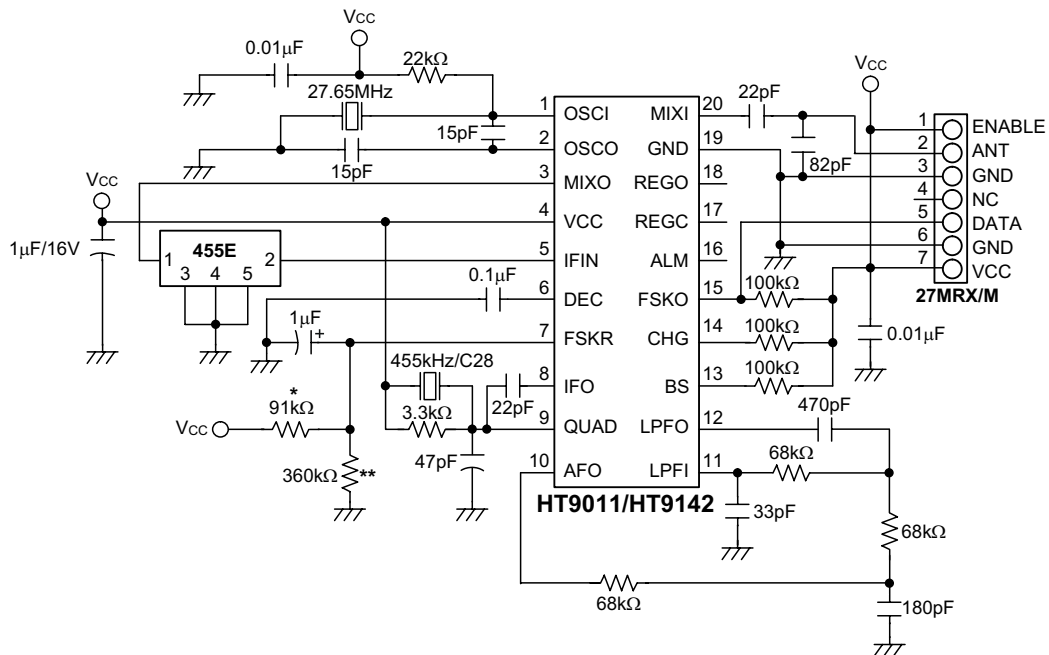 VCC
0.01μF
22kΩ
27.65MHz
15pF
15pF
VCC
1μF/16V
455E
1 2
3 4 5
0.1μF
1μF
+
455kHz/C28
*
91kΩ
VCC
3.3kΩ
22pF
360kΩ **
47pF
1 OSCI MIXI 20
2 OSCO GND 19
3 MIXO REGO 18
4 VCC REGC 17
5 IFIN ALM 16
6 DEC FSKO 15
7 FSKR CHG 14
8 IFO BS 13
9 QUAD LPFO 12
10 AFO LPFI 11
HT9011/HT9142
22pF
82pF
VCC
1 ENABLE
2 ANT
3 GND
4 NC
5 DATA
6 GND
7 VCC
27MRX/M
100kΩ
100kΩ
100kΩ
0.01μF
470pF
68kΩ
33pF
68kΩ
68kΩ
180pF